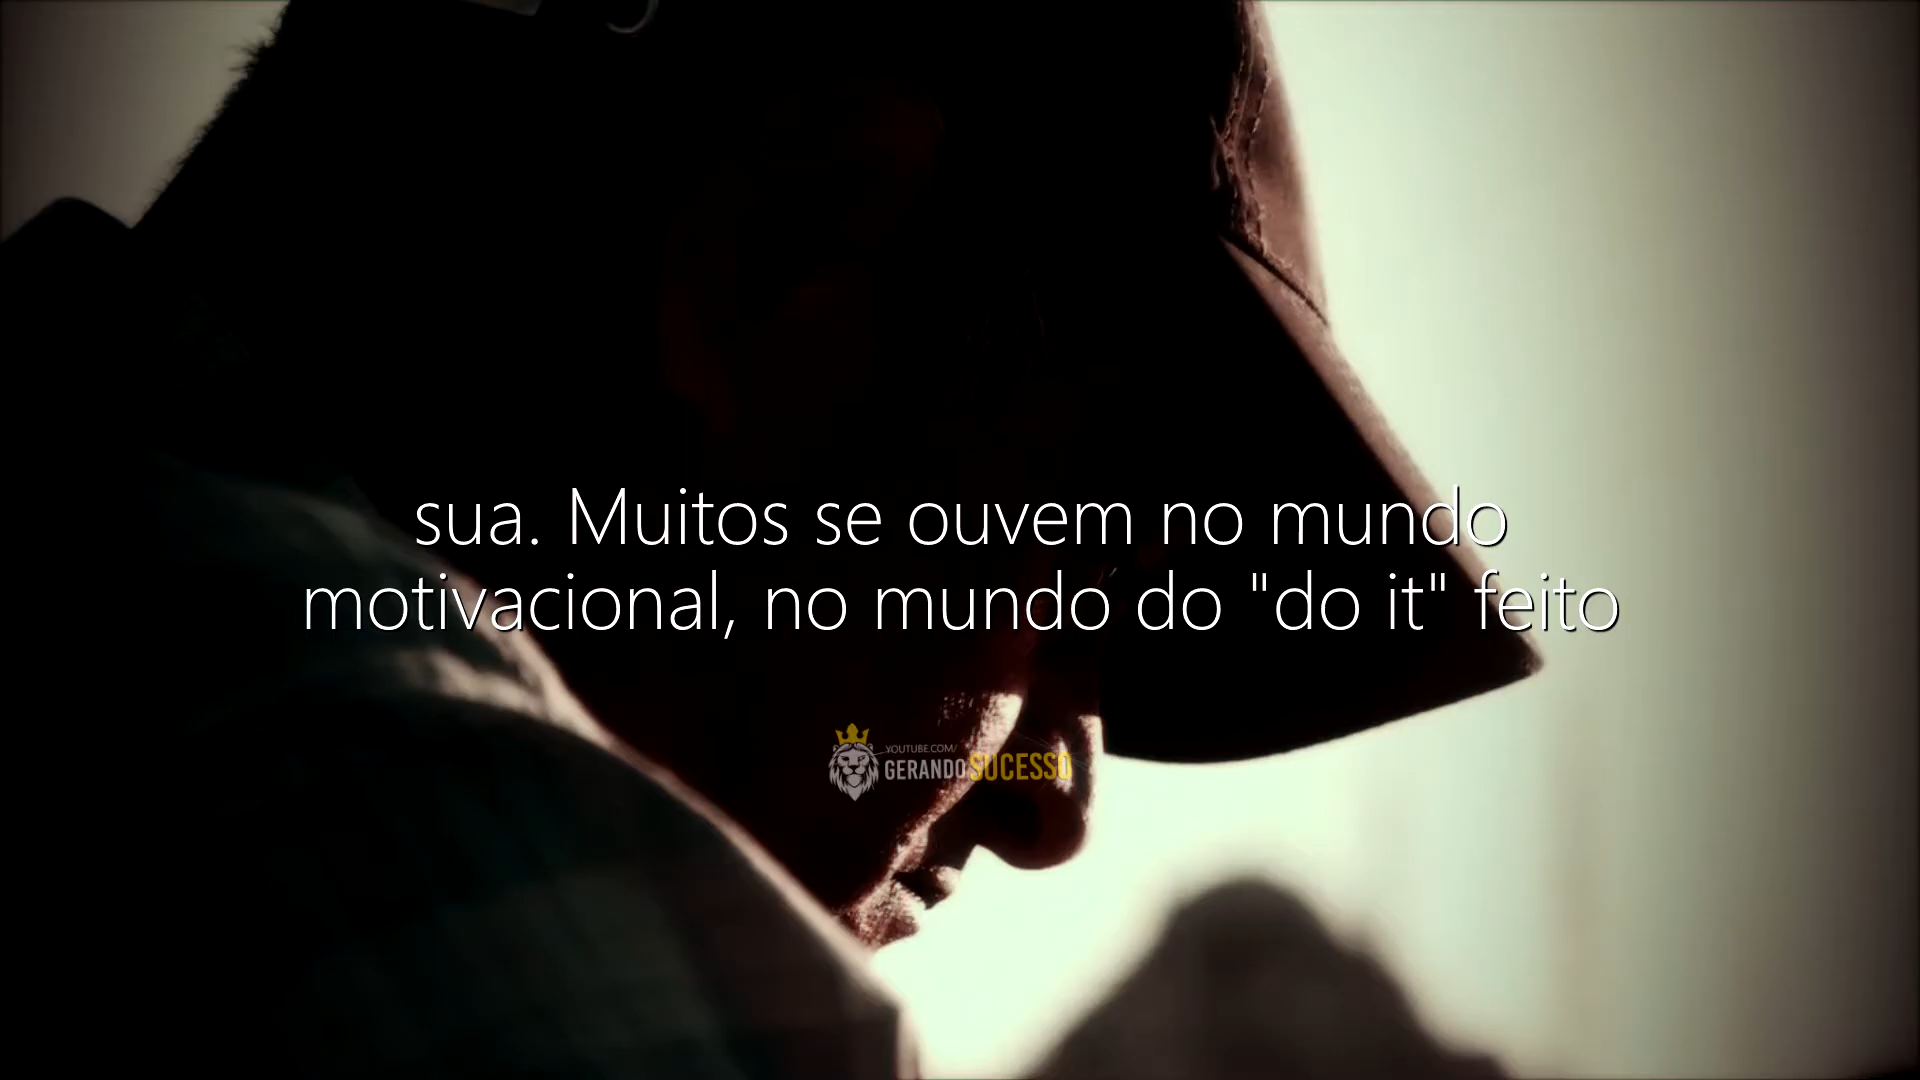 sua. Muitos se ouvem no mundo
motivacional, no mundo do "do it" feito
YOUTUBE.COM/
GERANDOSUCESSO